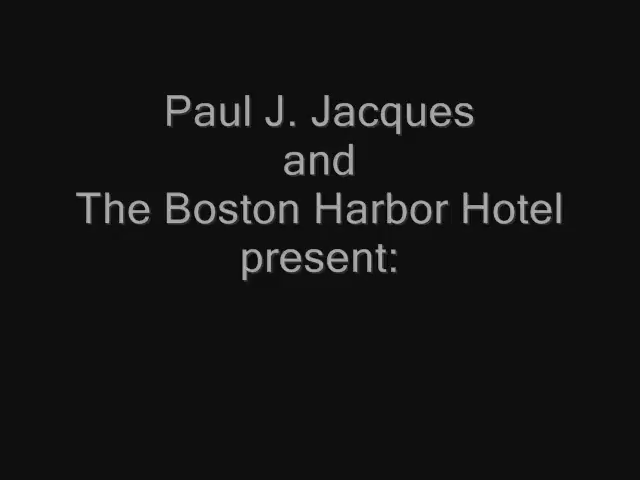 Paul J. Jacques
and
The Boston Harbor Hotel
present: